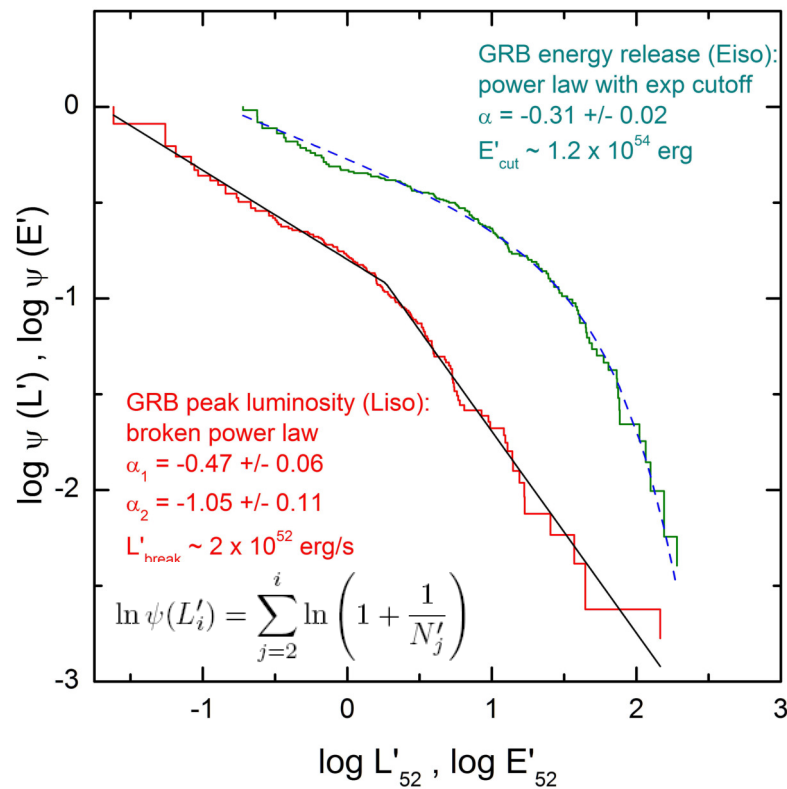 GRB energy release (Eiso):
power law with exp cutoff
α = -0.31 +/- 0.02
E'cut ~ 1.2 x 10^54 erg
GRB peak luminosity (Liso):
broken power law
α1 = -0.47 +/- 0.06
α2 = -1.05 +/- 0.11
L'break ~ 2 x 10^52 erg/s
ln ψ(L'i) = Σ i j=2 ln (1 + 1/N'j)
log ψ (L') , log ψ (E')
0
-1
-2
-3
-1 0 1 2 3
log L'52 , log E'52